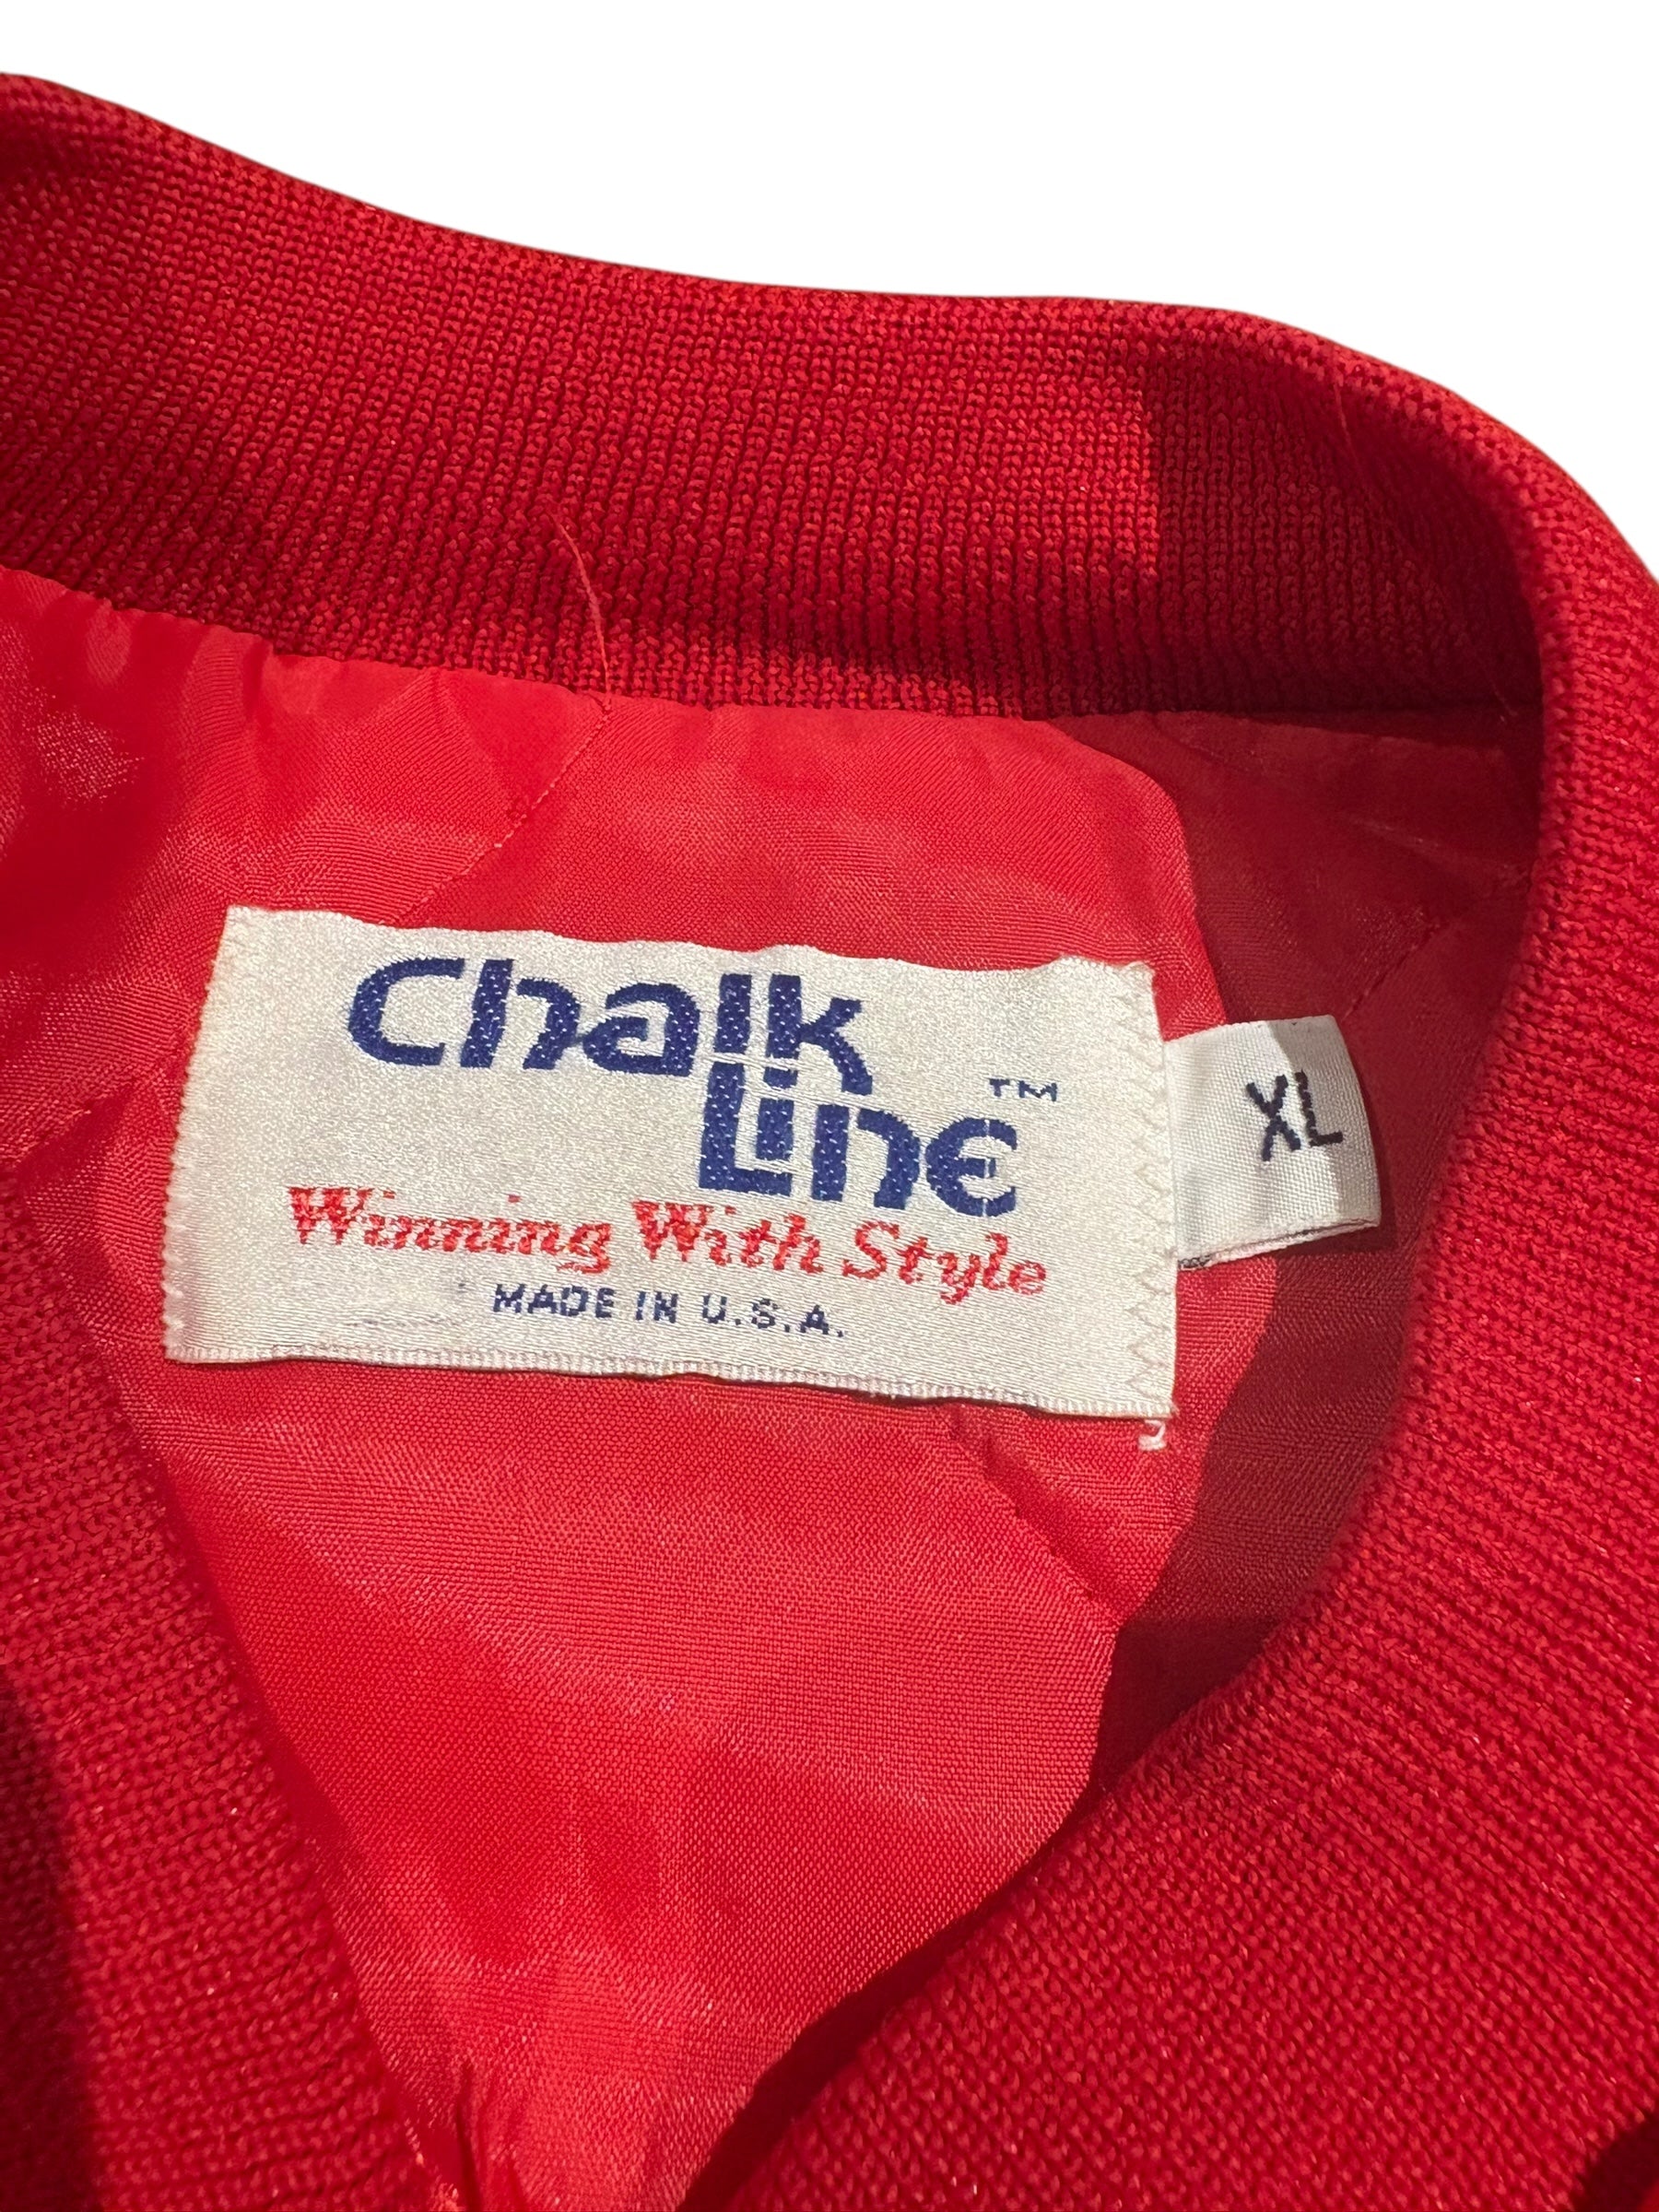 Chalk
Line™
Winning With Style
MADE IN U.S.A.
XL